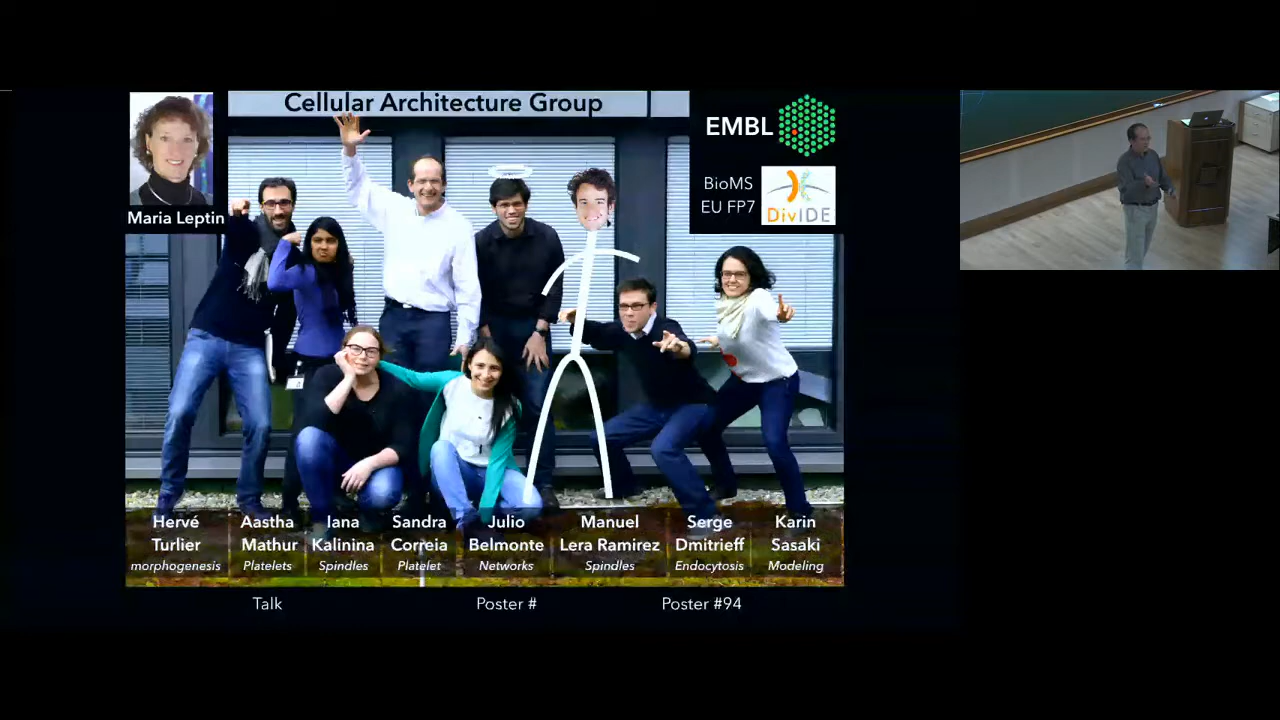 Cellular Architecture Group
Maria Leptin
EMBL
BioMS
EU FP7
DivIDE
Hervé Turlier
morphogenesis
Aastha Mathur
Platelets
Iana Kalinina
Spindles
Sandra Correia
Platelet
Julio Belmonte
Networks
Manuel Lera Ramirez
Spindles
Serge Dmitrieff
Endocytosis
Karin Sasaki
Modeling
Talk
Poster #
Poster #94